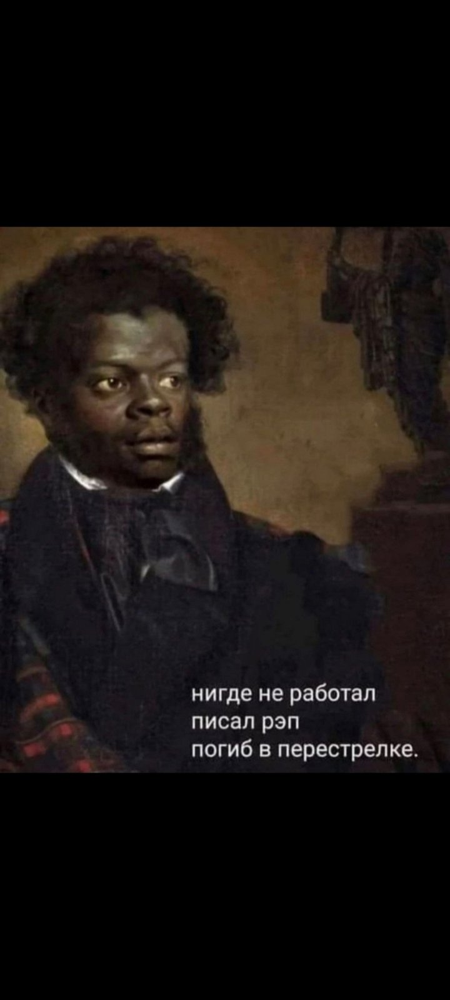 нигде не работал
писал рэп
погиб в перестрелке.